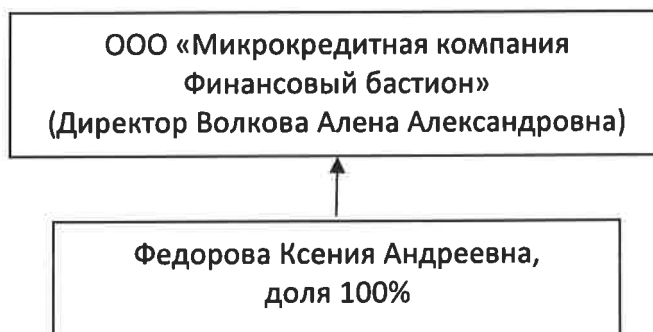 ООО «Микрокредитная компания
Финансовый бастион»
(Директор Волкова Алена Александровна)
Федорова Ксения Андреевна,
доля 100%